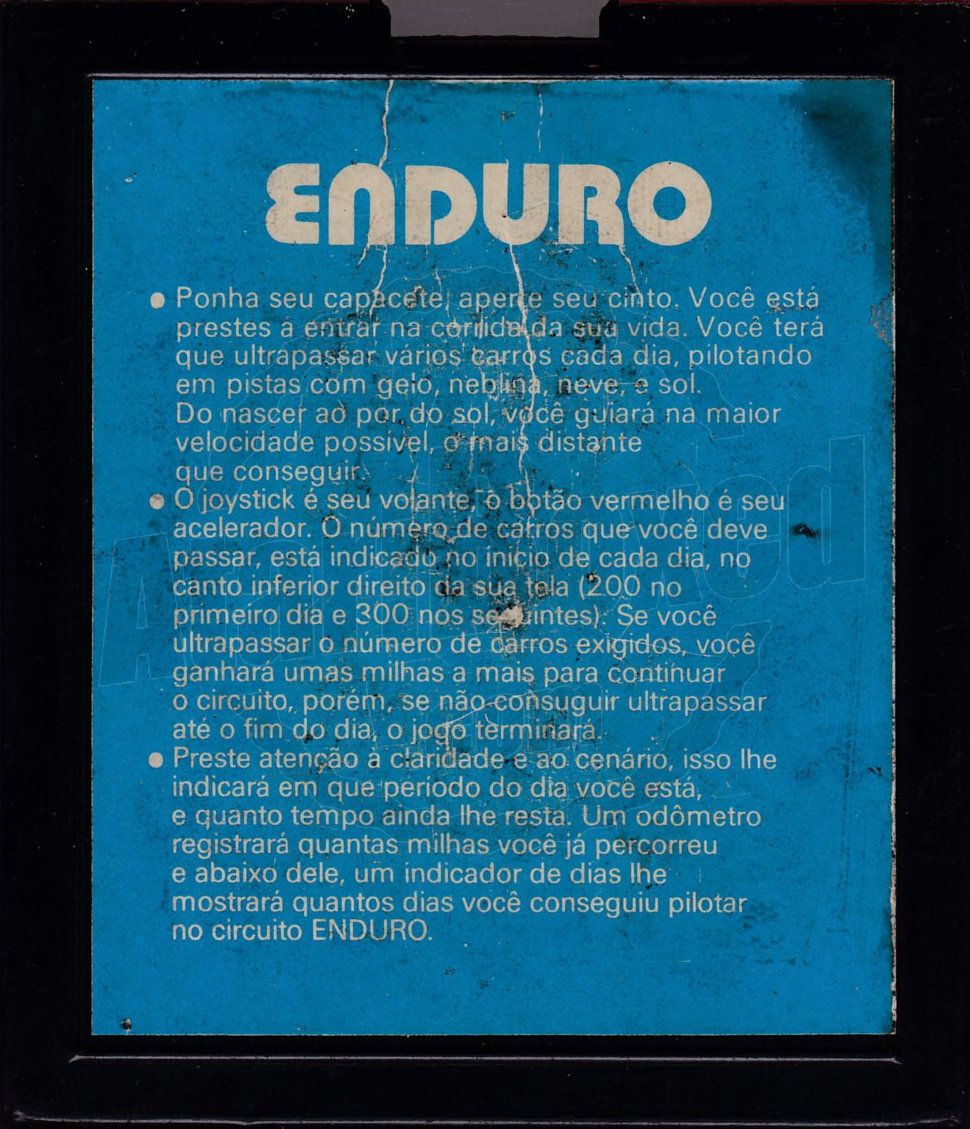 ENDURO
• Ponha seu capacete, aperte seu cinto. Você está
prestes a entrar na corrida da sua vida. Você terá
que ultrapassar vários carros cada dia, pilotando
em pistas com gelo, neblina, neve, e sol.
Do nascer ao por do sol, você guiará na maior
velocidade possível, o mais distante
que conseguir.
• O joystick é seu volante, o botão vermelho é seu
acelerador. O número de carros que você deve
passar, está indicado no início de cada dia, no
canto inferior direito da sua tela (200 no
primeiro dia e 300 nos seguintes). Se você
ultrapassar o número de carros exigidos, você
ganhará umas milhas a mais para continuar
o circuito, porém, se não consuguir ultrapassar
até o fim do dia, o jogo terminará.
• Preste atenção à claridade e ao cenário, isso lhe
indicará em que período do dia você está,
e quanto tempo ainda lhe resta. Um odômetro
registrará quantas milhas você já percorreu
e abaixo dele, um indicador de dias lhe
mostrará quantos dias você conseguiu pilotar
no circuito ENDURO.